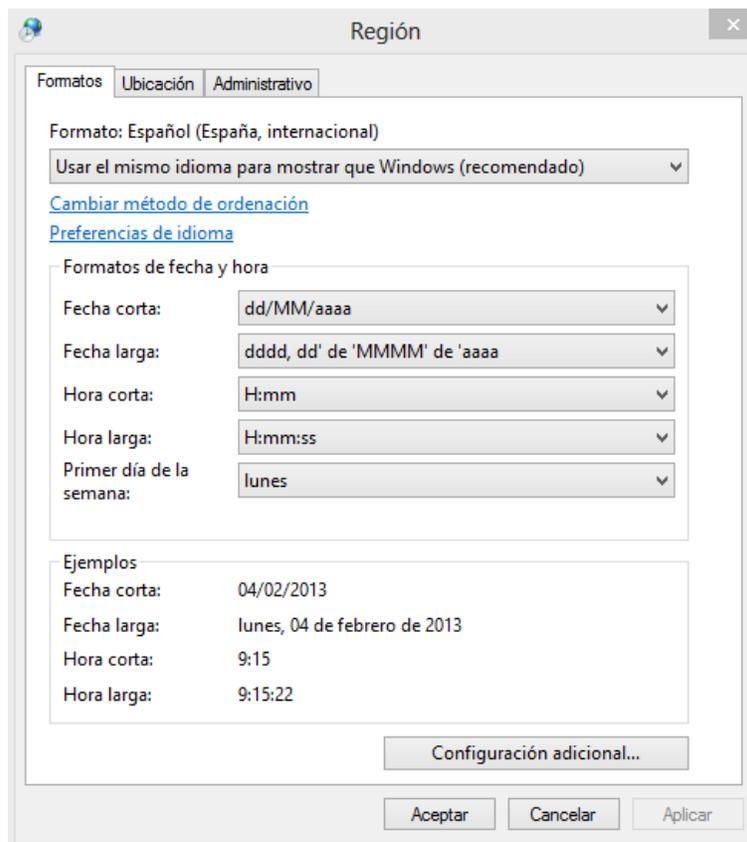 Región
Formatos Ubicación Administrativo
Formato: Español (España, internacional)
Usar el mismo idioma para mostrar que Windows (recomendado)
Cambiar método de ordenación
Preferencias de idioma
Formatos de fecha y hora
Fecha corta: dd/MM/aaaa
Fecha larga: dddd, dd' de 'MMMM' de 'aaaa
Hora corta: H:mm
Hora larga: H:mm:ss
Primer día de la
semana: lunes
Ejemplos
Fecha corta: 04/02/2013
Fecha larga: lunes, 04 de febrero de 2013
Hora corta: 9:15
Hora larga: 9:15:22
Configuración adicional...
Aceptar Cancelar Aplicar